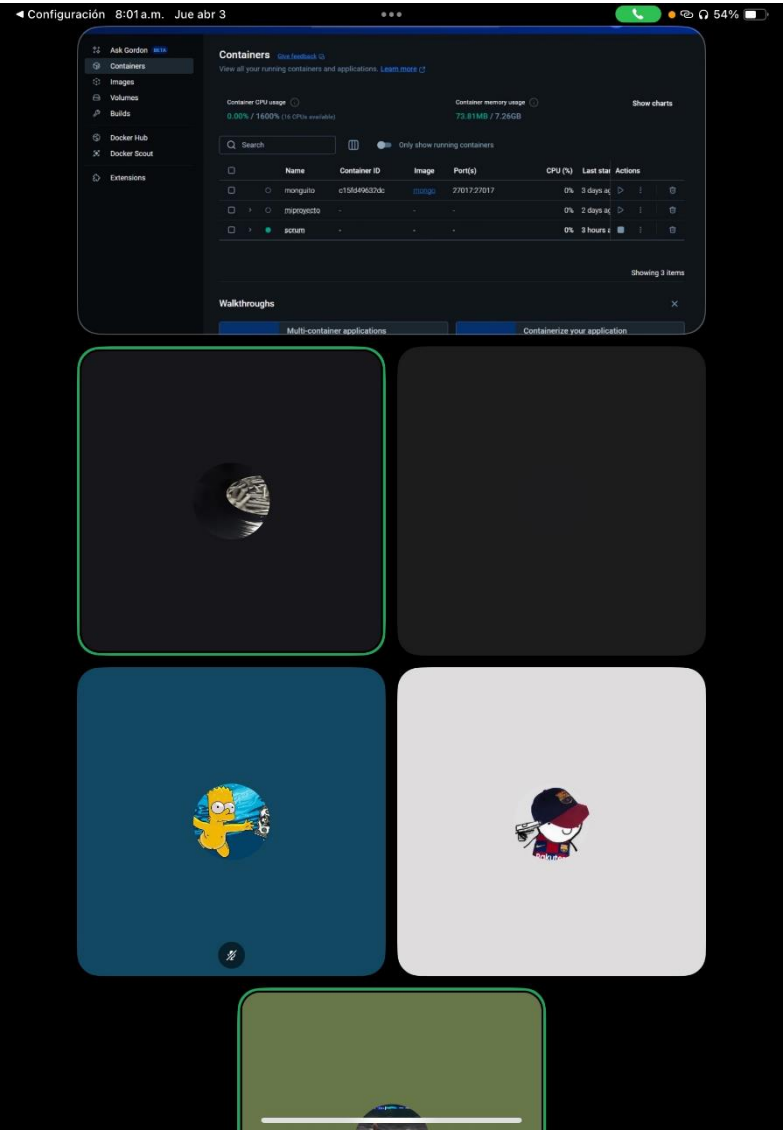 ◀ Configuración 8:01 a.m. Jue abr 3
54%
Ask Gordon BETA
Containers
Images
Volumes
Builds
Docker Hub
Docker Scout
Extensions
Containers Give feedback
View all your running containers and applications. Learn more
Container CPU usage
0.00% / 1600% (16 CPUs available)
Container memory usage
73.81MB / 7.26GB
Show charts
Search
Only show running containers
Name Container ID Image Port(s) CPU (%) Last star Actions
monguito c15fd49632dc mongo 27017:27017 0% 3 days ag
miproyecto - - - 0% 2 days ag
scrum - - - 0% 3 hours a
Showing 3 items
Walkthroughs
Multi-container applications
Containerize your application
Rakuten